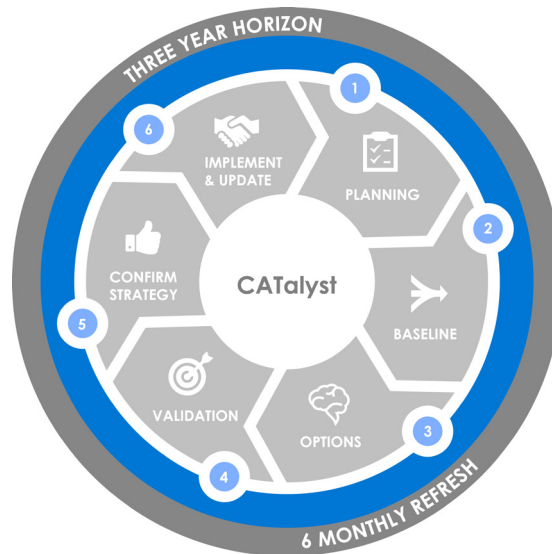 THREE YEAR HORIZON
1
PLANNING
2
BASELINE
3
OPTIONS
4
VALIDATION
5
CONFIRM
STRATEGY
6
IMPLEMENT
& UPDATE
CATalyst
6 MONTHLY REFRESH